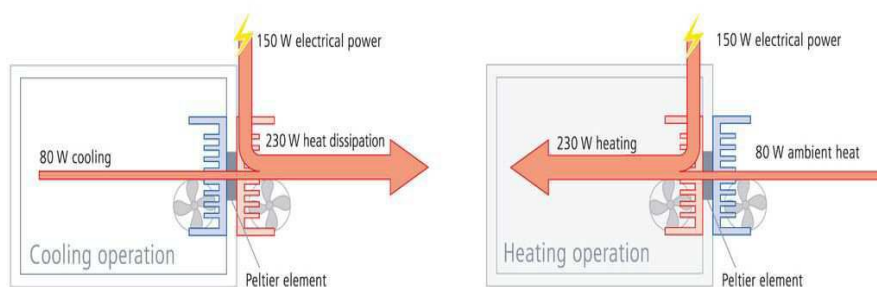 150 W electrical power
230 W heat dissipation
80 W cooling
Cooling operation
Peltier element
150 W electrical power
230 W heating
80 W ambient heat
Heating operation
Peltier element